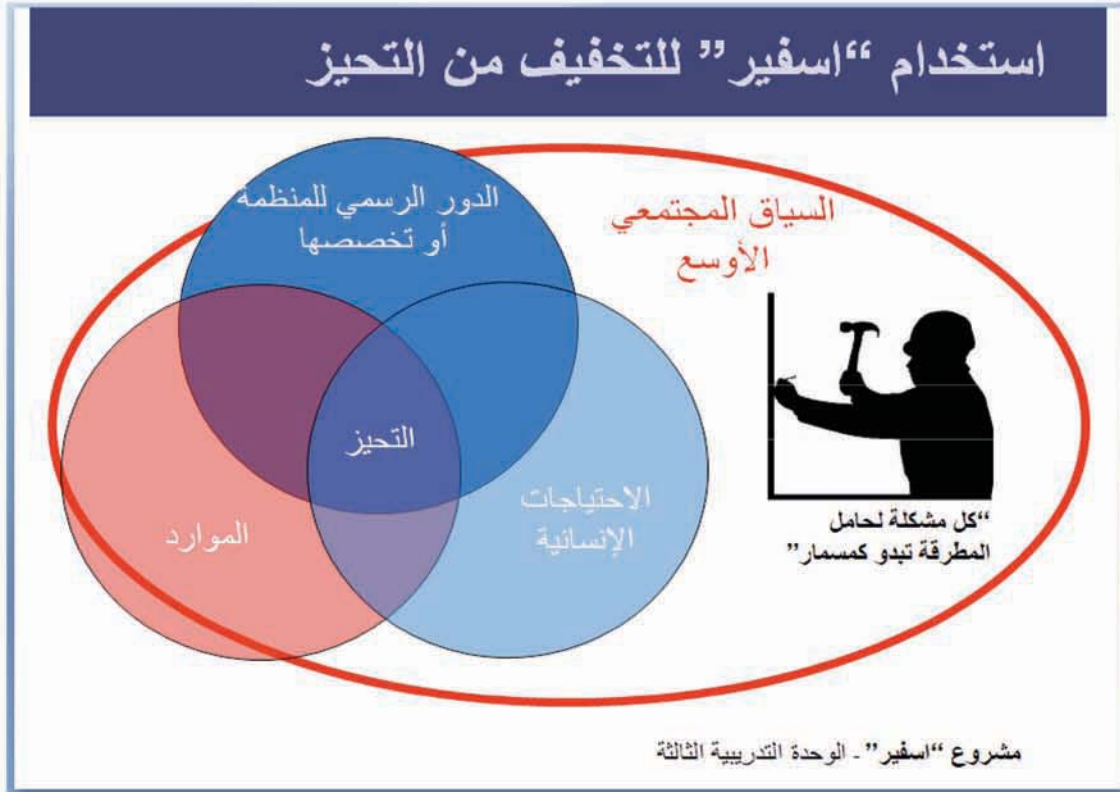 استخدام “اسفير” للتخفيف من التحيز
الدور الرسمي للمنظمة
أو تخصصها
السياق المجتمعي
الأوسع
التحيز
الموارد
الاحتياجات
الإنسانية
“كل مشكلة لحامل
المطرقة تبدو كمسمار”
مشروع “اسفير” - الوحدة التدريبية الثالثة